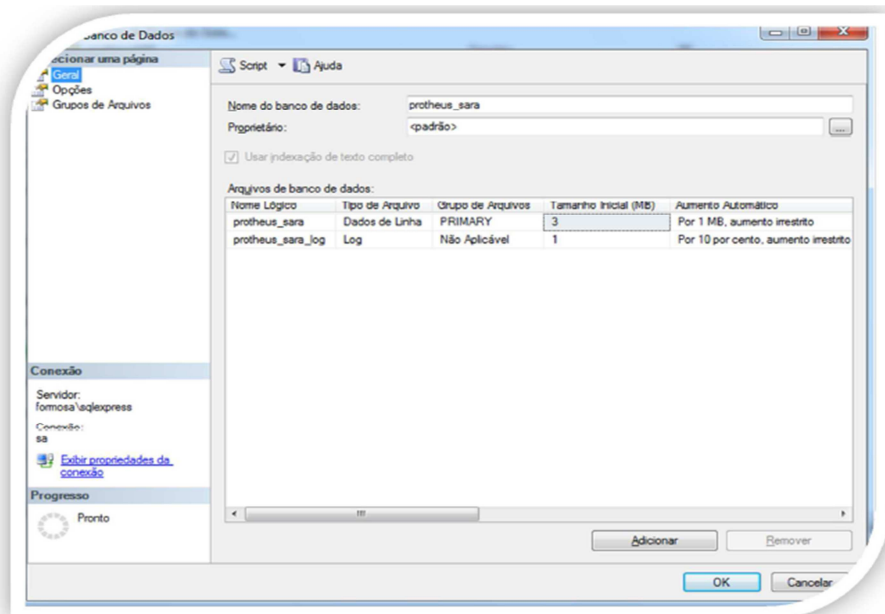 Banco de Dados
ecionar uma página
Geral
Opções
Grupos de Arquivos
Script Ajuda
Nome do banco de dados: protheus_sara
Proprietário: <padrão>
...
Usar indexação de texto completo
Arquivos de banco de dados:
Nome Lógico Tipo de Arquivo Grupo de Arquivos Tamanho Inicial (MB) Aumento Automático
protheus_sara Dados de Linha PRIMARY 3 Por 1 MB, aumento irrestrito
protheus_sara_log Log Não Aplicável 1 Por 10 por cento, aumento irrestrito
Conexão
Servidor:
formosa\sqlexpress
Conexão:
sa
Exibir propriedades da
conexão
Progresso
Pronto
Adicionar Remover
OK Cancelar